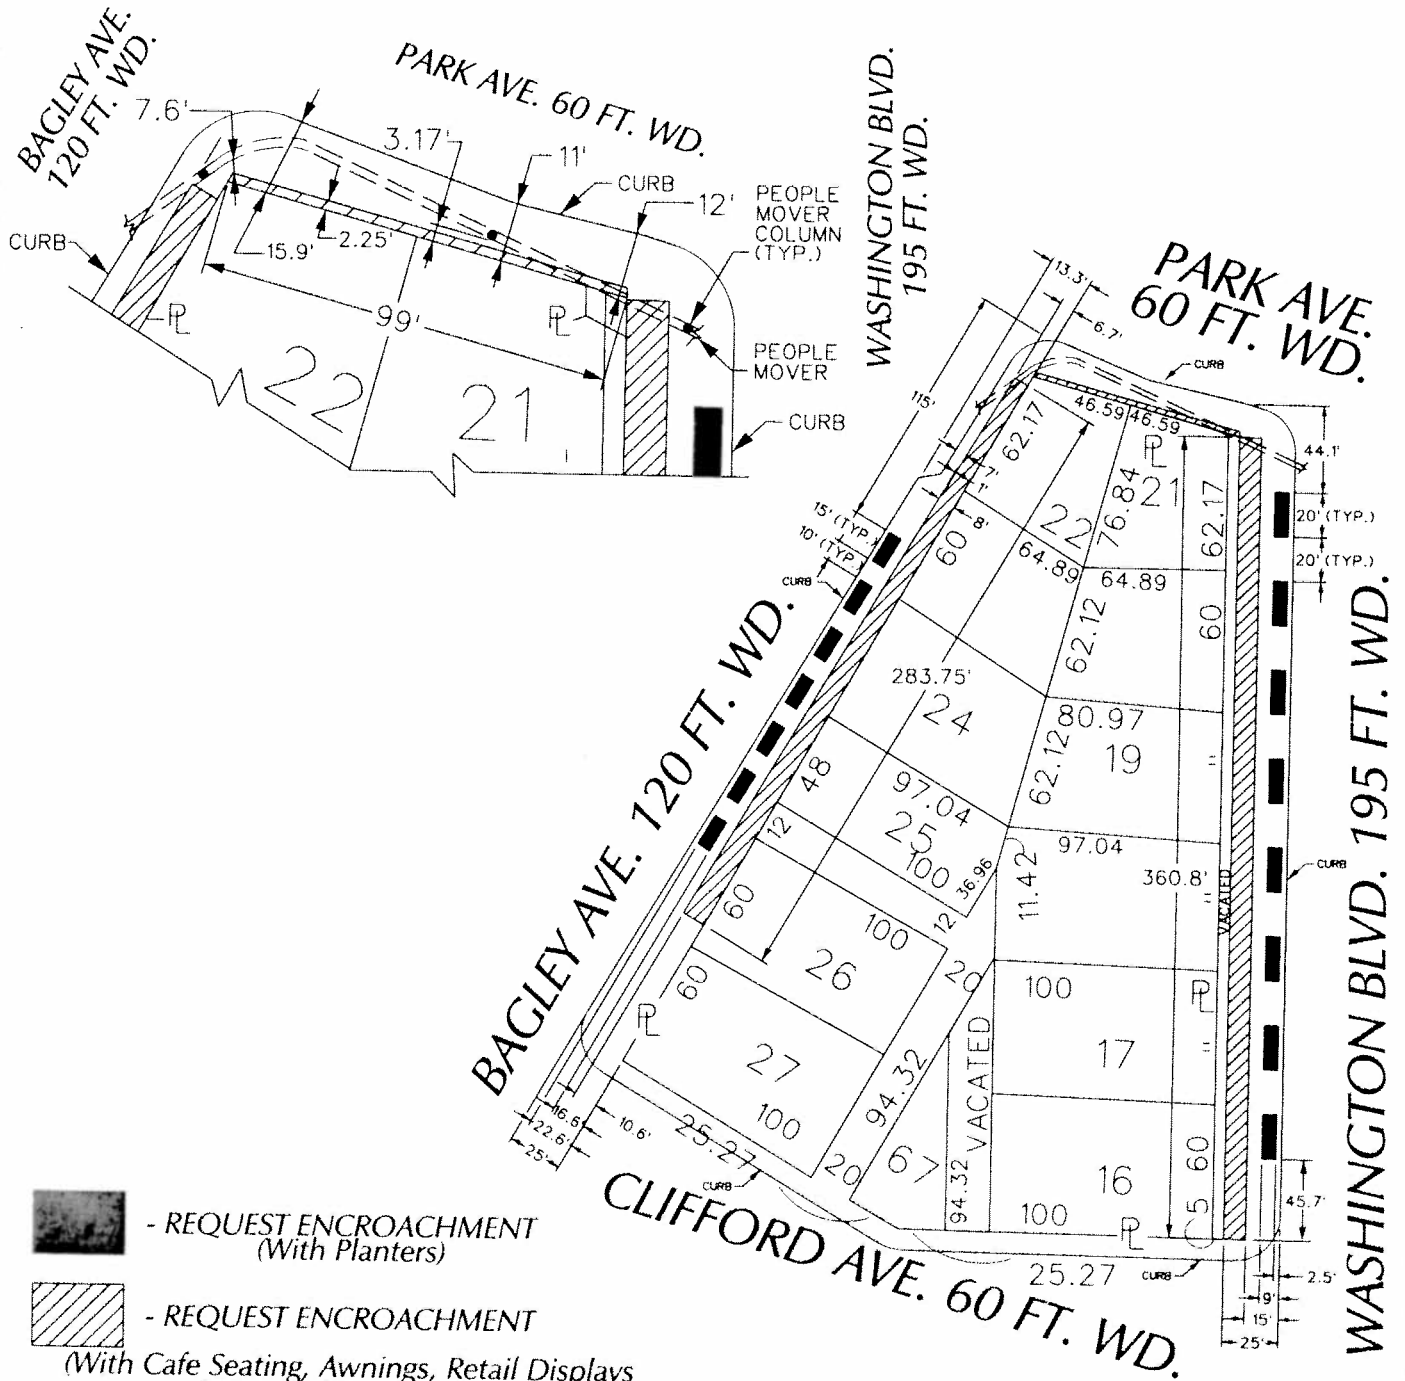 BAGLEY AVE.
120 FT. WD.
PARK AVE. 60 FT. WD.
WASHINGTON BLVD.
195 FT. WD.
7.6'
3.17'
11'
CURB
12'
PEOPLE
MOVER
COLUMN
(TYP.)
CURB
15.9'
2.25'
99'
PL
PL
PEOPLE
MOVER
22
21
CURB
PARK AVE.
60 FT. WD.
13.3'
6.7'
CURB
115'
46.59
46.59
62.17
PL
44.1'
7'
1'
8'
22
76.84
21
62.17
20' (TYP.)
20' (TYP.)
15' (TYP.)
10' (TYP.)
CURB
60
64.89
64.89
62.12
60
283.75'
24
80.97
19
62.12
=
48
97.04
25
97.04
12
100
36.96
11.42
360.8'
=
VACATED
CURB
60
100
12
26
20
100
PL
60
PL
17
=
27
VACATED
94.32
100
67
94.32
16
60
5
16.6'
22.6'
25'
10.6'
25.27
20
CURB
100
PL
45.7'
25.27
CURB
2.5'
9'
15'
25'
BAGLEY AVE. 120 FT. WD.
CLIFFORD AVE. 60 FT. WD.
WASHINGTON BLVD. 195 FT. WD.
- REQUEST ENCROACHMENT
(With Planters)
- REQUEST ENCROACHMENT
(With Cafe Seating, Awnings, Retail Displays